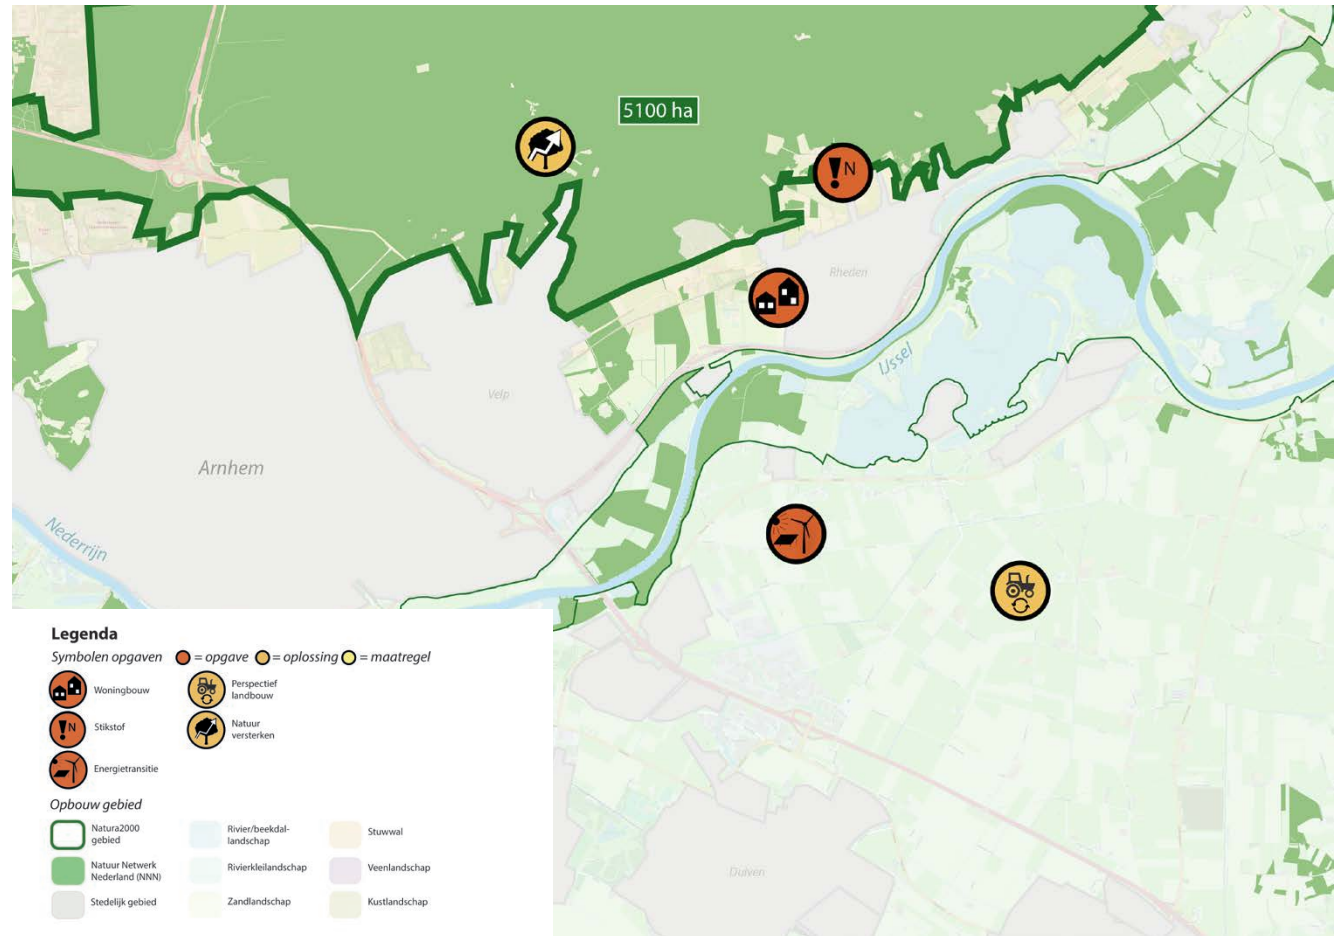 5100 ha
N
Rheden
IJssel
Velp
Arnhem
Nederrijn
Duiven
Legenda
Symbolen opgaven = opgave = oplossing = maatregel
Woningbouw
Perspectief
landbouw
N
Stikstof
Natuur
versterken
Energietransitie
Opbouw gebied
Natura2000
gebied
Rivier/beekdal-
landschap
Stuwwal
Natuur Netwerk
Nederland (NNN)
Rivierkleilandschap
Veenlandschap
Stedelijk gebied
Zandlandschap
Kustlandschap